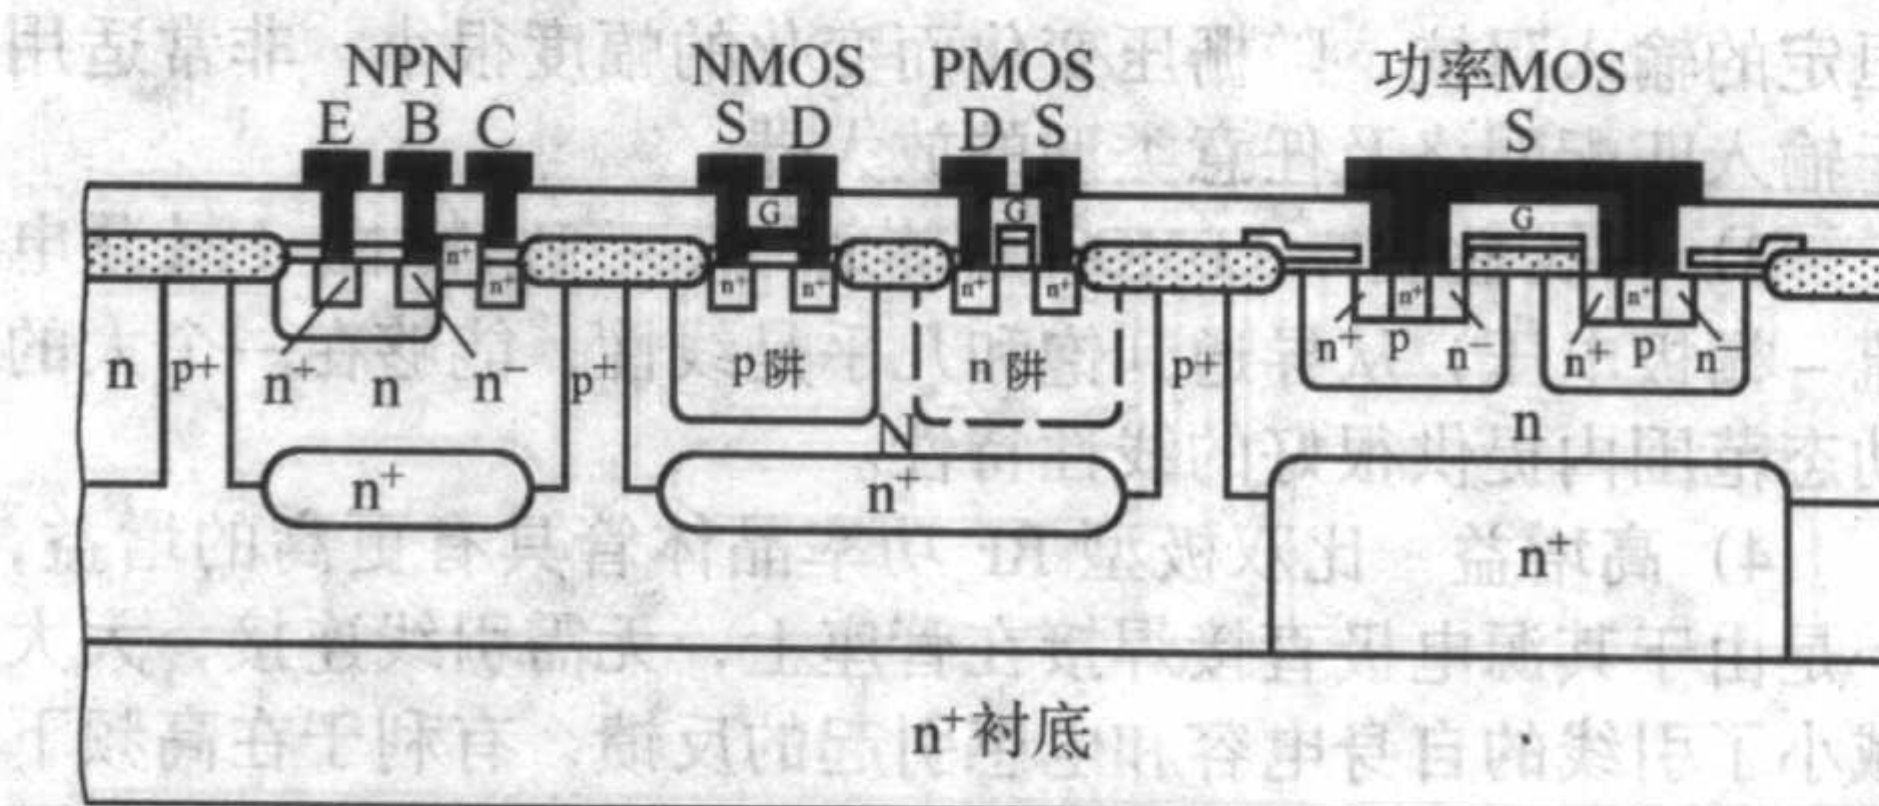 NPN NMOS PMOS 功率MOS
E B C S D D S S
G G G
n⁺ n⁺ n⁺ n⁺ n⁺ n⁺ n⁺ n⁺
n p+ n⁺ n n⁻ p+ p阱 n阱 p+ n⁺ p n⁻ n⁺ p n⁻
N n
n⁺ n⁺ n⁺
n⁺衬底